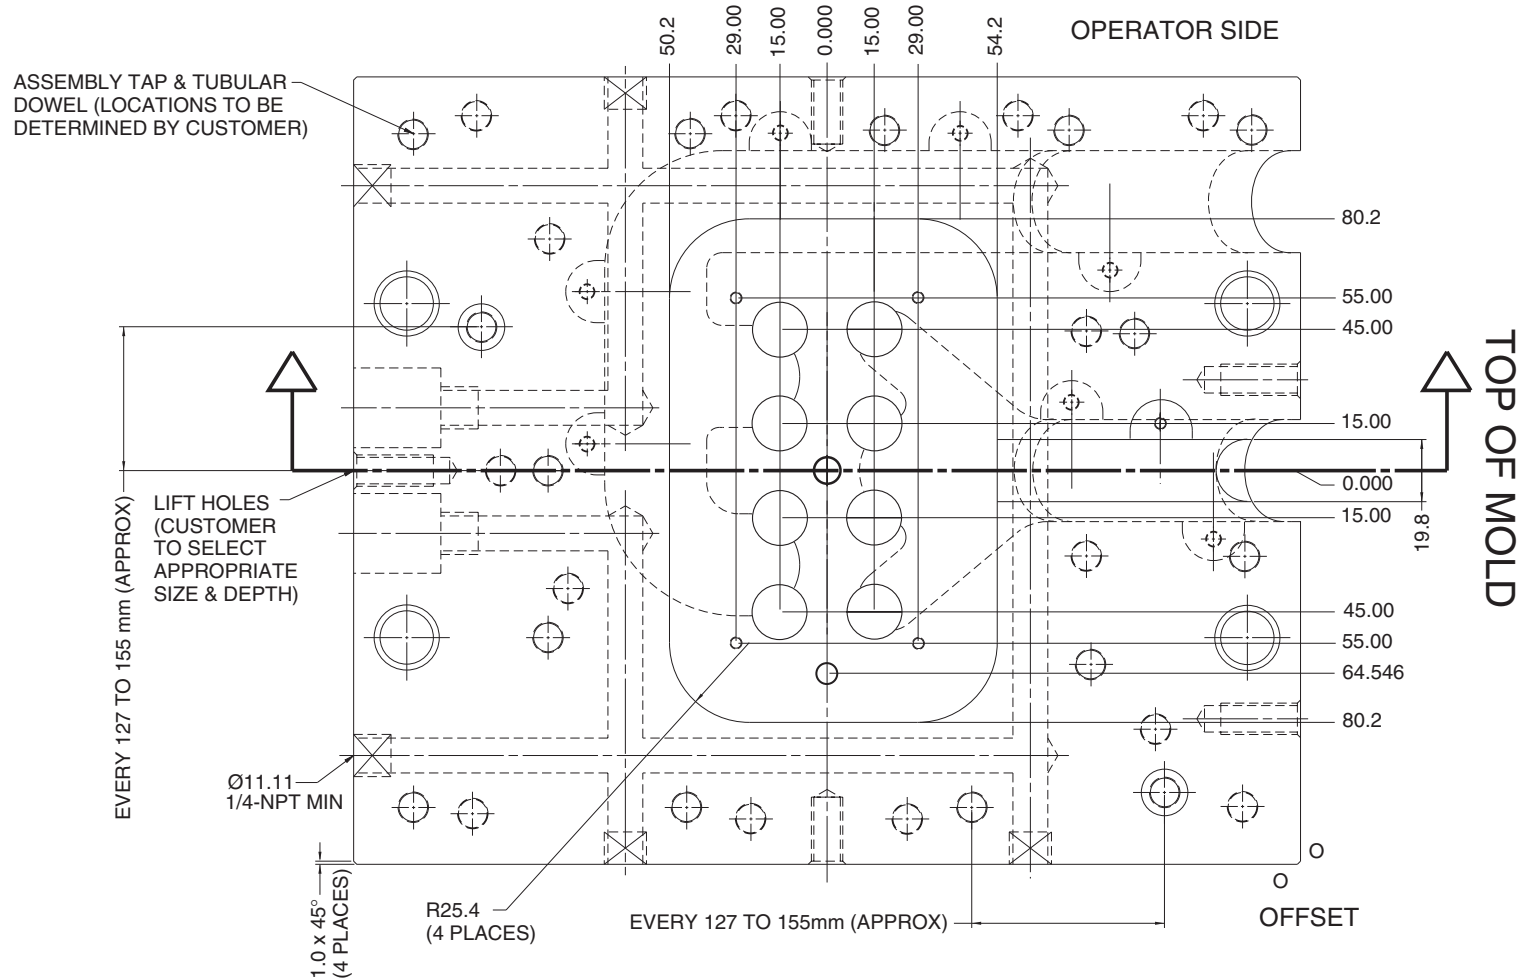 50.2
29.00
15.00
0.000
15.00
29.00
54.2
OPERATOR SIDE
ASSEMBLY TAP & TUBULAR
DOWEL (LOCATIONS TO BE
DETERMINED BY CUSTOMER)
80.2
55.00
45.00
15.00
0.000
15.00
19.8
45.00
55.00
64.546
80.2
TOP OF MOLD
EVERY 127 TO 155 mm (APPROX)
LIFT HOLES
(CUSTOMER
TO SELECT
APPROPRIATE
SIZE & DEPTH)
Ø11.11
1/4-NPT MIN
1.0 x 45°
(4 PLACES)
R25.4
(4 PLACES)
EVERY 127 TO 155mm (APPROX)
O
O
OFFSET